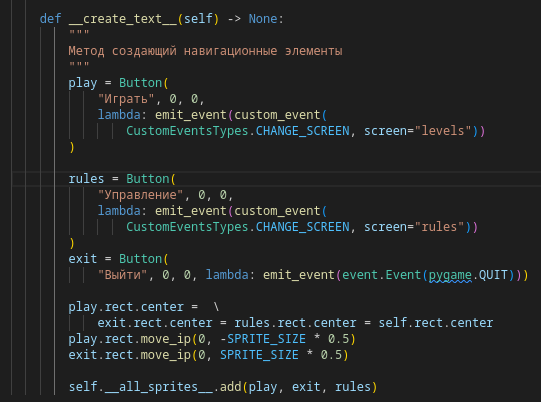 def __create_text__(self) -> None:
"""
Метод создающий навигационные элементы
"""
play = Button(
"Играть", 0, 0,
lambda: emit_event(custom_event(
CustomEventsTypes.CHANGE_SCREEN, screen="levels"))
)
rules = Button(
"Управление", 0, 0,
lambda: emit_event(custom_event(
CustomEventsTypes.CHANGE_SCREEN, screen="rules"))
)
exit = Button(
"Выйти", 0, 0, lambda: emit_event(event.Event(pygame.QUIT)))
play.rect.center = \
exit.rect.center = rules.rect.center = self.rect.center
play.rect.move_ip(0, -SPRITE_SIZE * 0.5)
exit.rect.move_ip(0, SPRITE_SIZE * 0.5)
self.__all_sprites__.add(play, exit, rules)